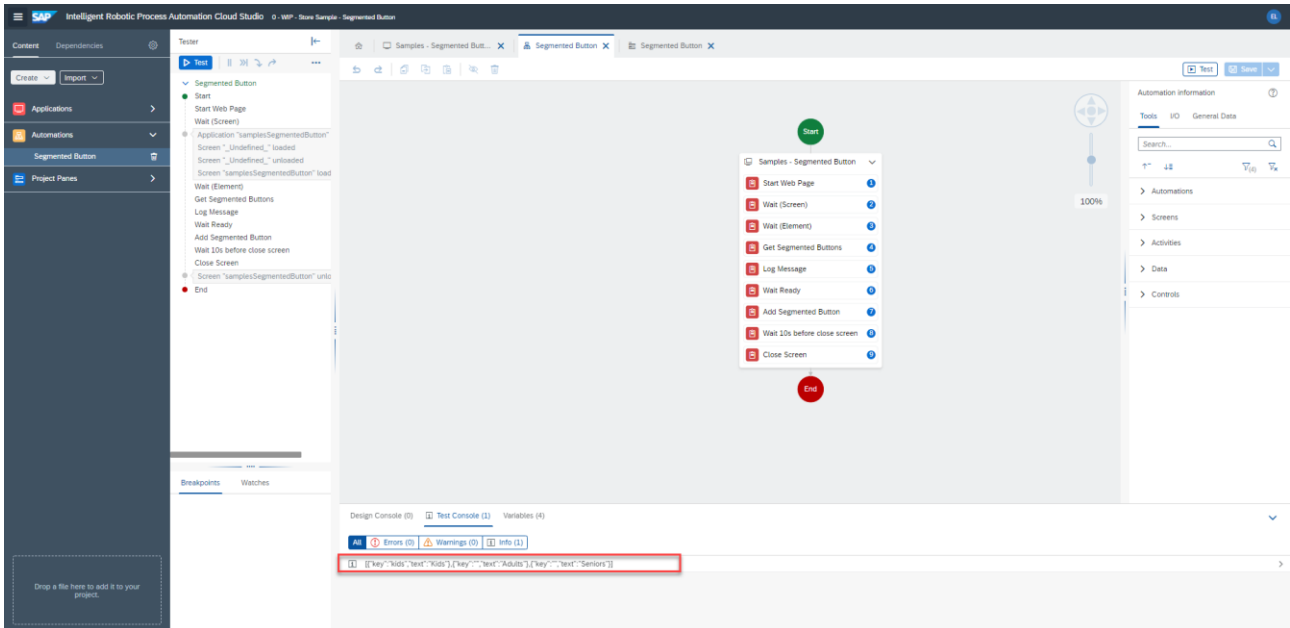 SAP Intelligent Robotic Process Automation Cloud Studio 0 - WIP - Store Sample - Segmented Button
EL
Content Dependencies
Create Import
Applications
Automations
Segmented Button
Project Panes
Drop a file here to add it to your
project.
Tester
Test
Segmented Button
Start
Start Web Page
Wait (Screen)
Application "samplesSegmentedButton"
Screen "_Undefined_" loaded
Screen "_Undefined_" unloaded
Screen "samplesSegmentedButton" load
Wait (Element)
Get Segmented Buttons
Log Message
Wait Ready
Add Segmented Button
Wait 10s before close screen
Close Screen
Screen "samplesSegmentedButton" unlo
End
Breakpoints Watches
Samples - Segmented Butt... Segmented Button Segmented Button
Test Save
Start
Samples - Segmented Button
Start Web Page 1
Wait (Screen) 2
Wait (Element) 3
Get Segmented Buttons 4
Log Message 5
Wait Ready 6
Add Segmented Button 7
Wait 10s before close screen 8
Close Screen 9
End
100%
Automation information
Tools I/O General Data
Search...
(4)
Automations
Screens
Activities
Data
Controls
Design Console (0) Test Console (1) Variables (4)
All Errors (0) Warnings (0) Info (1)
[{"key":"kids","text":"Kids"},{"key":"","text":"Adults"},{"key":"","text":"Seniors"}]